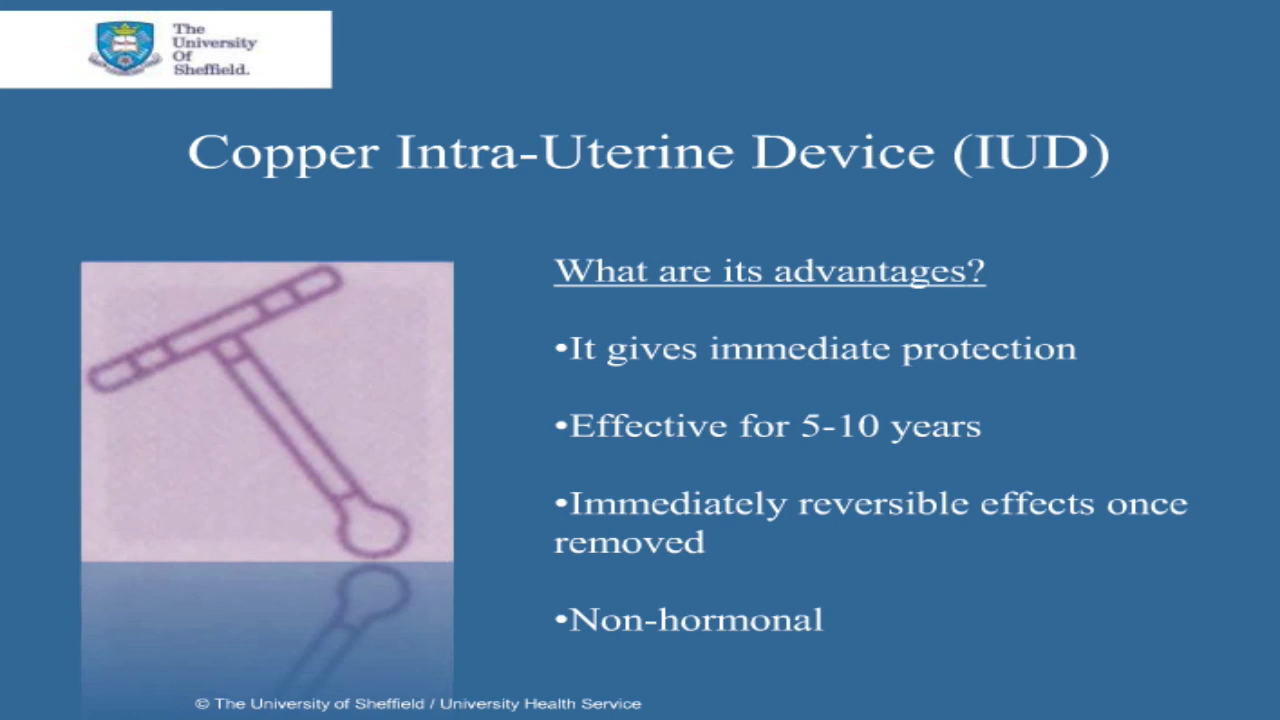 The
University
Of
Sheffield.
Copper Intra-Uterine Device (IUD)
What are its advantages?
•It gives immediate protection
•Effective for 5-10 years
•Immediately reversible effects once
removed
•Non-hormonal
© The University of Sheffield / University Health Service